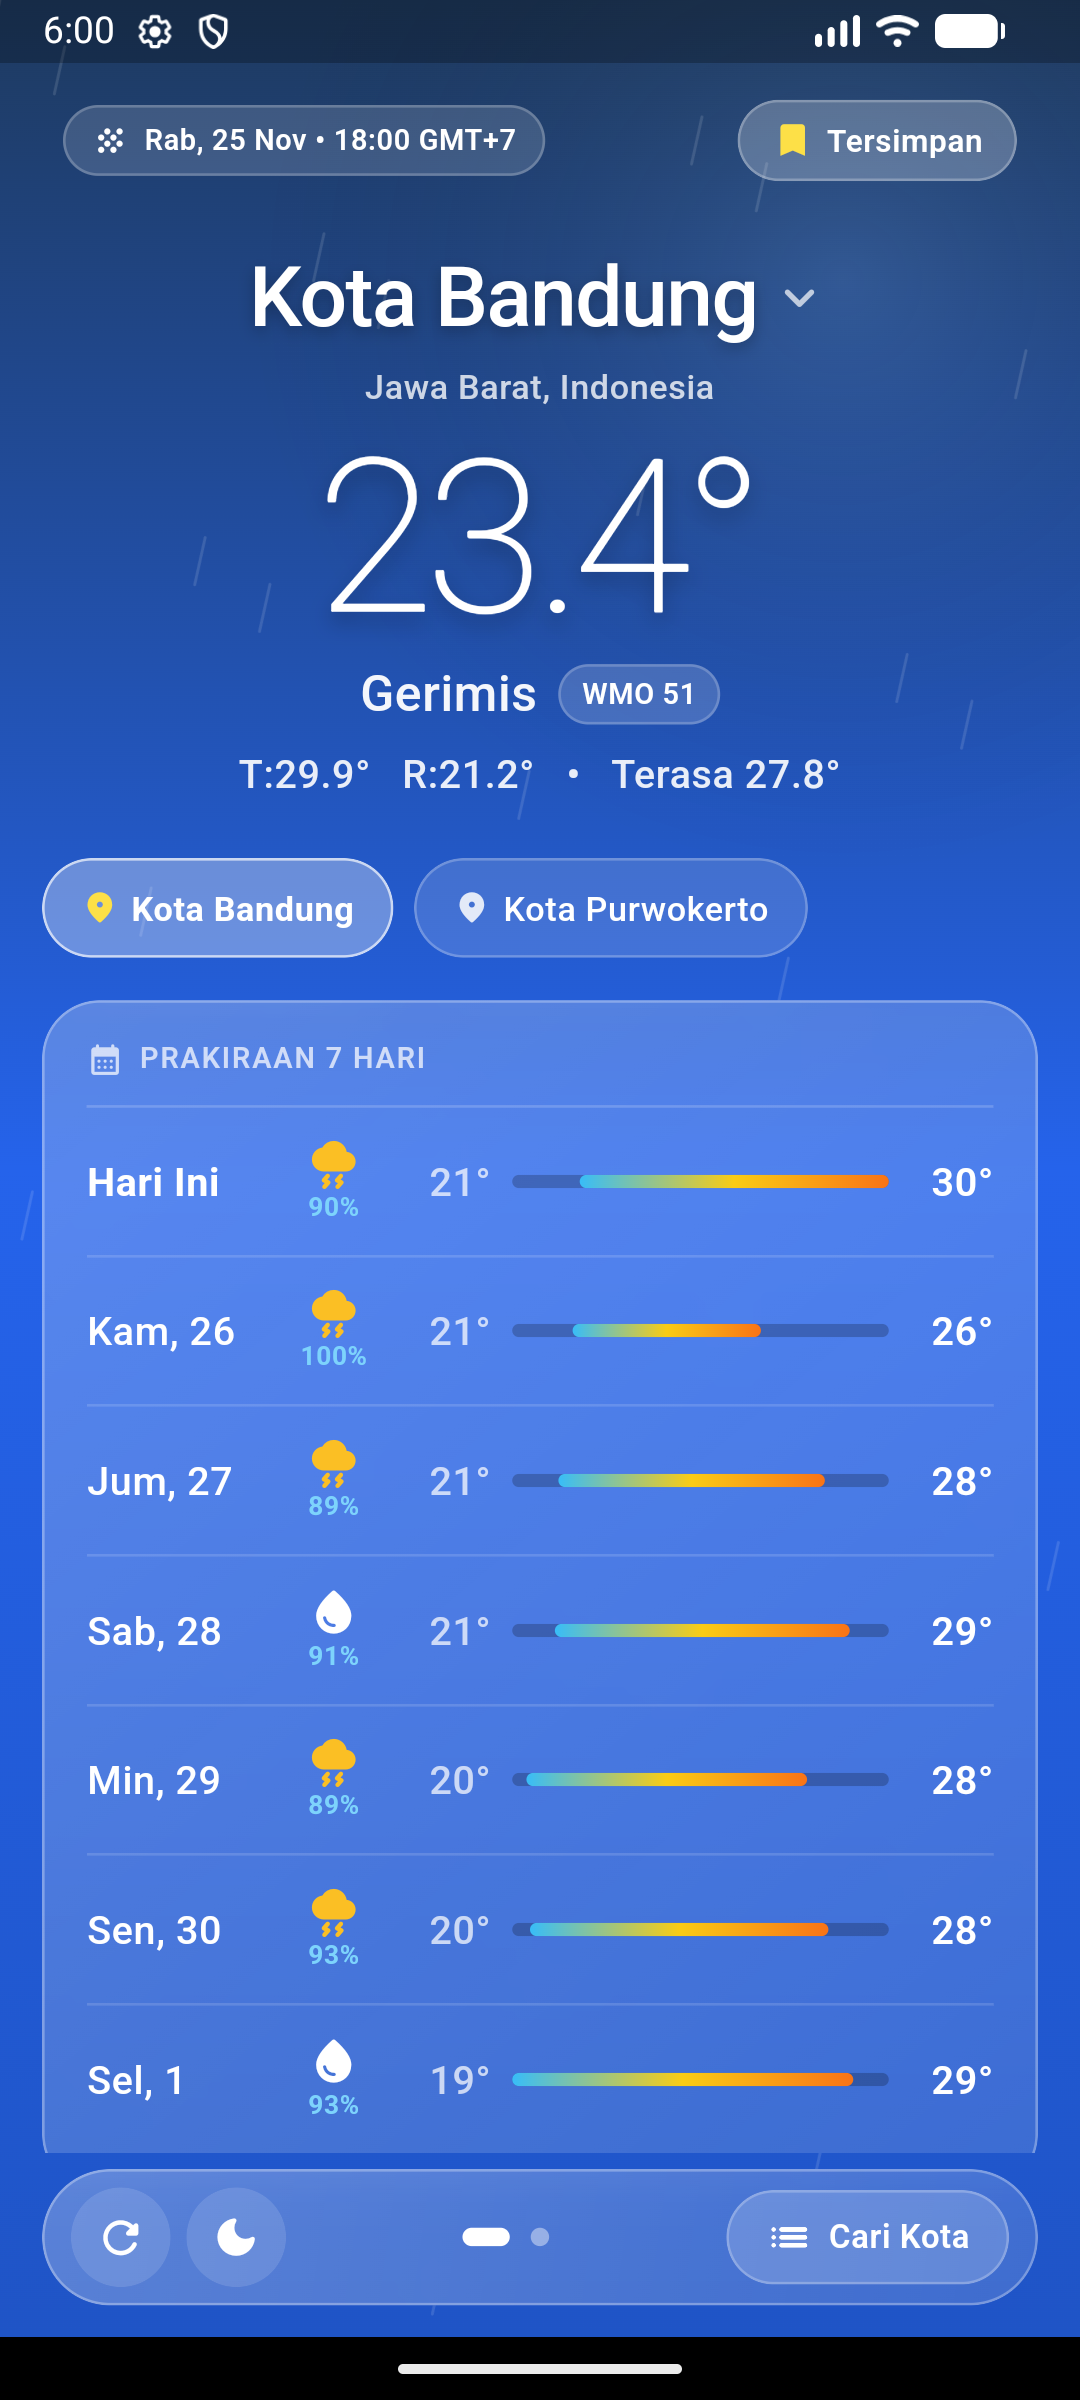 6:00
Rab, 25 Nov • 18:00 GMT+7
Tersimpan
Kota Bandung
Jawa Barat, Indonesia
23.4°
Gerimis WMO 51
T:29.9° R:21.2° • Terasa 27.8°
Kota Bandung Kota Purwokerto
PRAKIRAAN 7 HARI
Hari Ini 90% 21° 30°
Kam, 26 100% 21° 26°
Jum, 27 89% 21° 28°
Sab, 28 91% 21° 29°
Min, 29 89% 20° 28°
Sen, 30 93% 20° 28°
Sel, 1 93% 19° 29°
Cari Kota